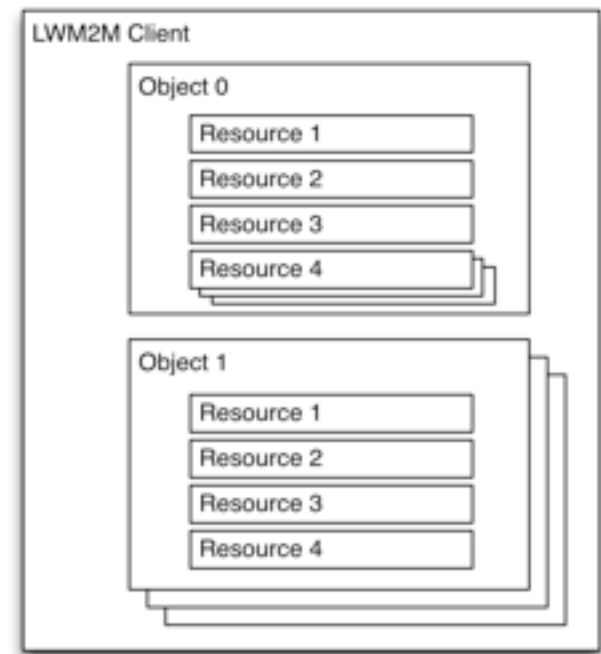 LWM2M Client
Object 0
Resource 1
Resource 2
Resource 3
Resource 4
Object 1
Resource 1
Resource 2
Resource 3
Resource 4